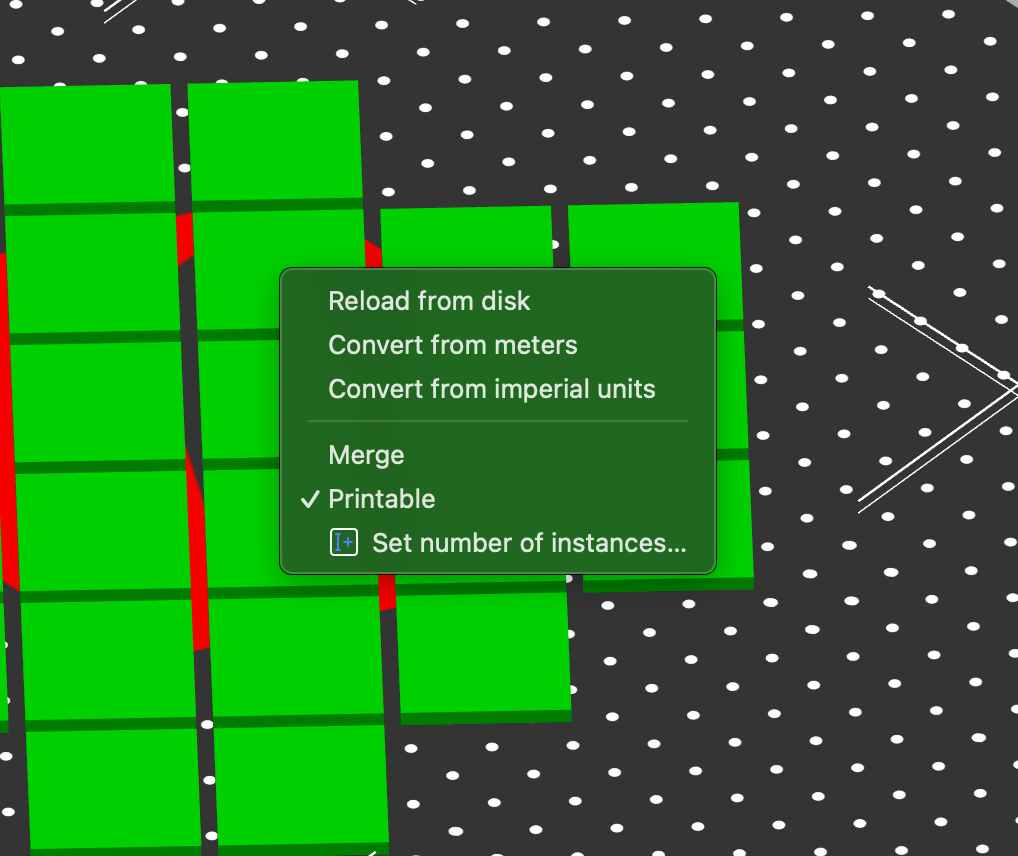 Reload from disk
Convert from meters
Convert from imperial units
Merge
Printable
Set number of instances...